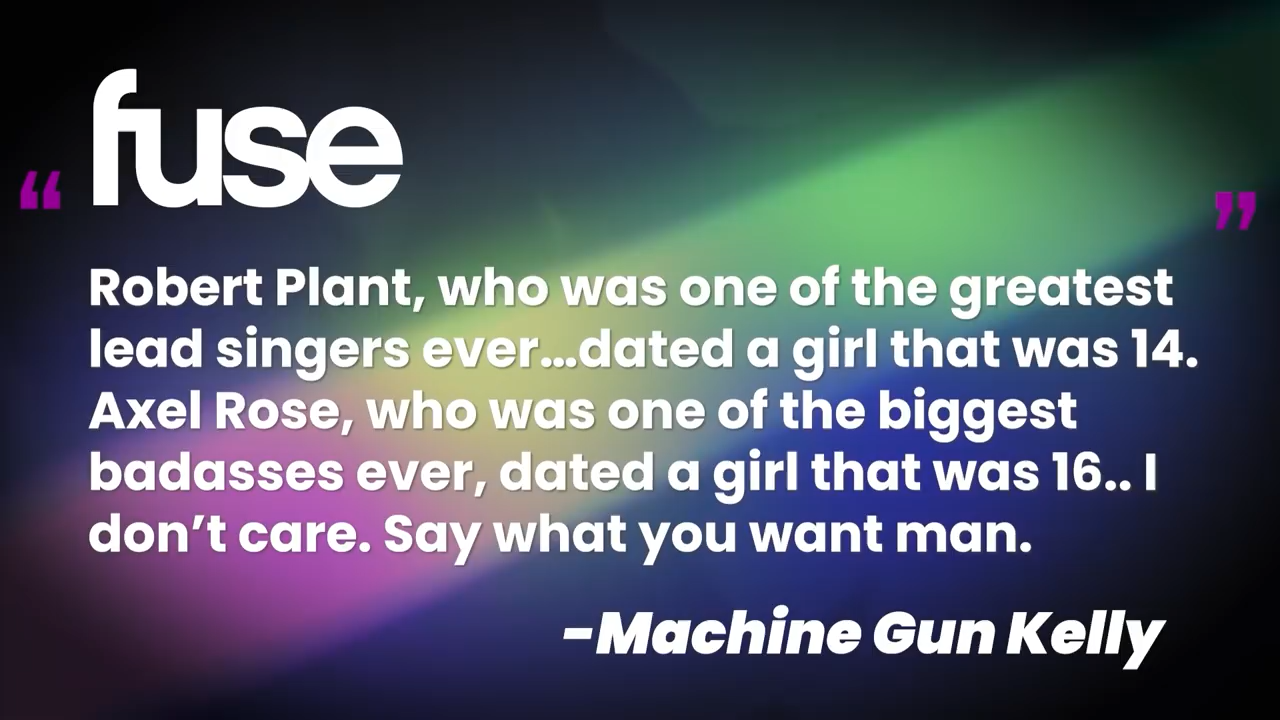 fuse
“ ”
Robert Plant, who was one of the greatest
lead singers ever...dated a girl that was 14.
Axel Rose, who was one of the biggest
badasses ever, dated a girl that was 16.. I
don’t care. Say what you want man.
-Machine Gun Kelly